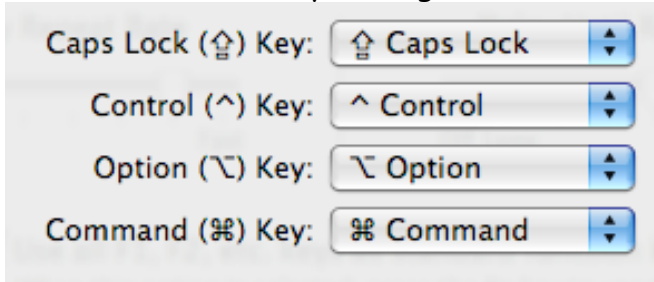 Caps Lock (⇪) Key: ⇪ Caps Lock
Control (^) Key: ^ Control
Option (⌥) Key: ⌥ Option
Command (⌘) Key: ⌘ Command